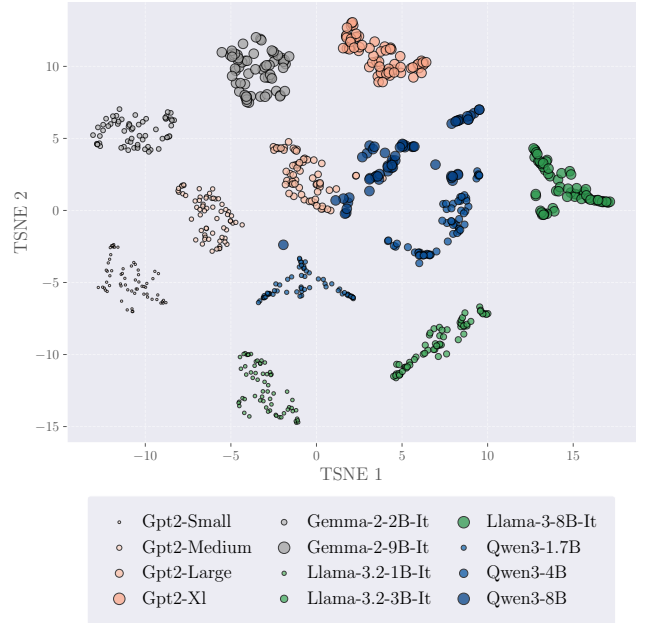 TSNE 2
10
5
0
−5
−10
−15
−10
−5
0
5
10
15
TSNE 1
Gpt2-Small
Gpt2-Medium
Gpt2-Large
Gpt2-Xl
Gemma-2-2B-It
Gemma-2-9B-It
Llama-3.2-1B-It
Llama-3.2-3B-It
Llama-3-8B-It
Qwen3-1.7B
Qwen3-4B
Qwen3-8B